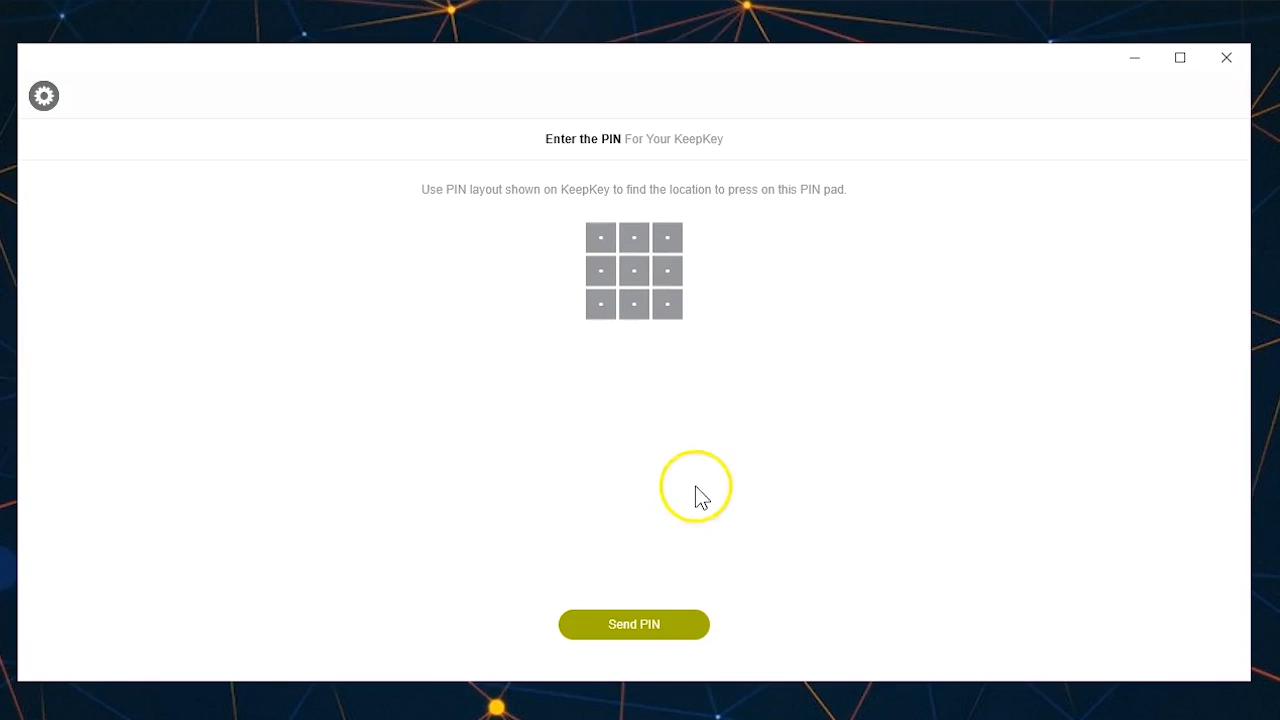 Enter the PIN For Your KeepKey
Use PIN layout shown on KeepKey to find the location to press on this PIN pad.
Send PIN